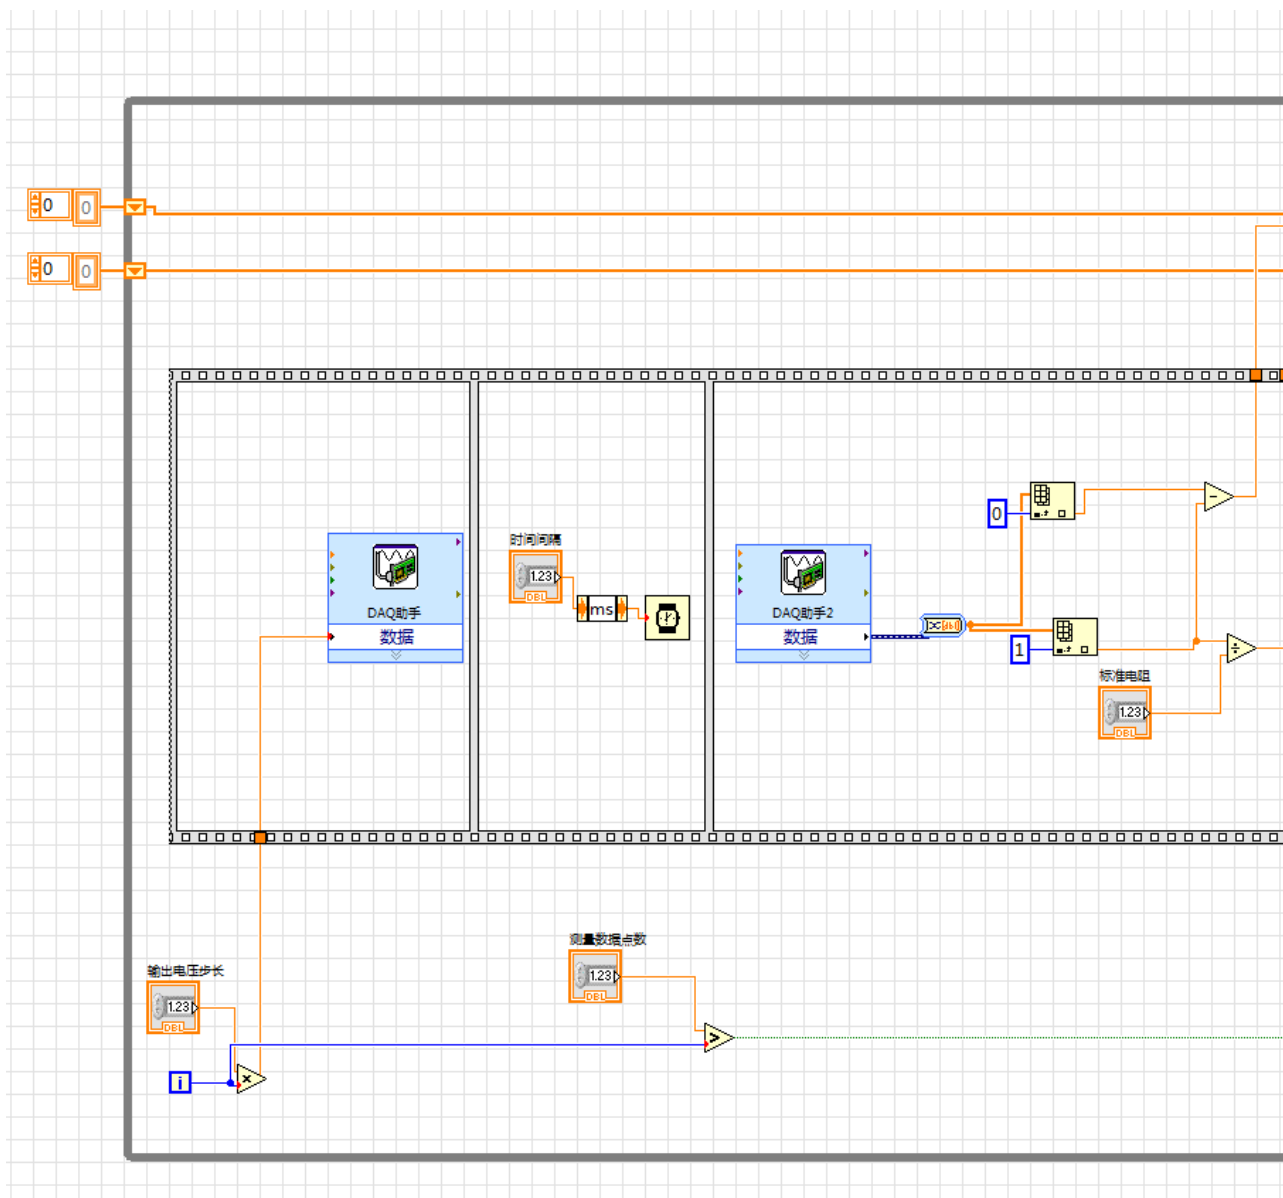 0 0
0 0
时间间隔
1.23
DBL
ms
DAQ助手
数据
DAQ助手2
数据
0
1
标准电阻
1.23
DBL
-
÷
测量数据点数
1.23
DBL
>
输出电压步长
1.23
DBL
i
×